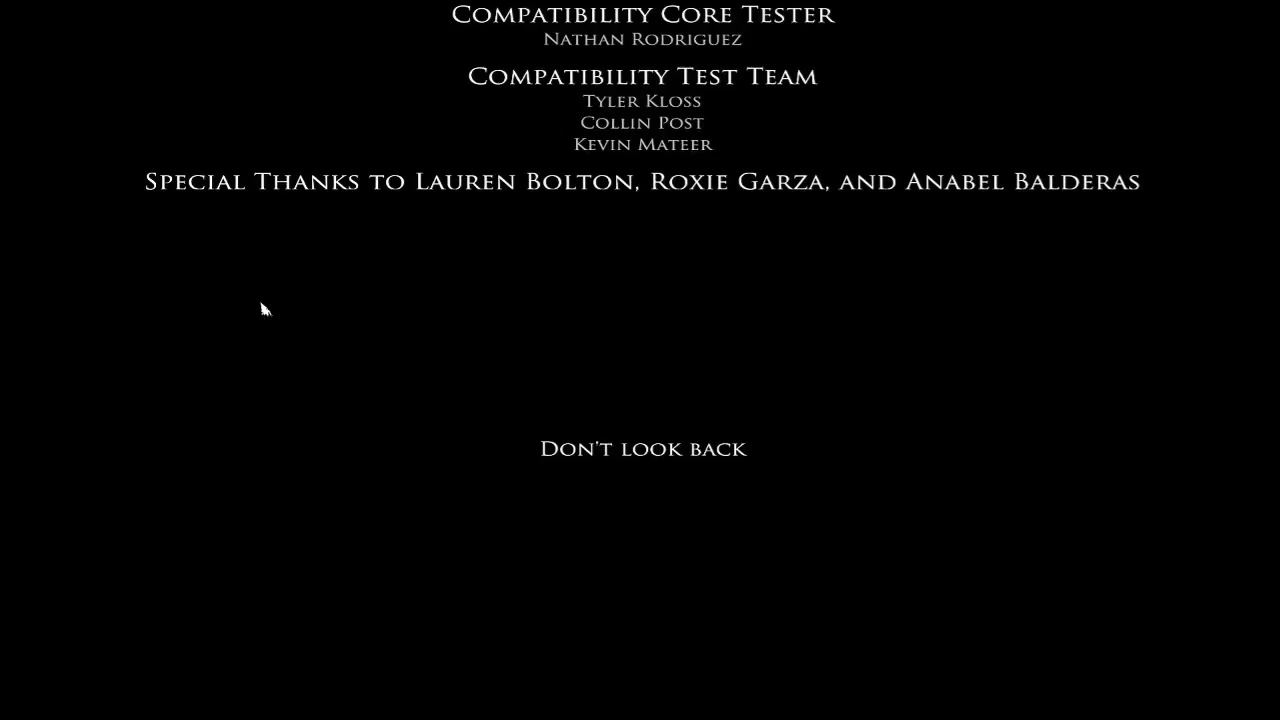 Compatibility Core Tester
Nathan Rodriguez
Compatibility Test Team
Tyler Kloss
Collin Post
Kevin Mateer
Special Thanks to Lauren Bolton, Roxie Garza, and Anabel Balderas
Don't look back